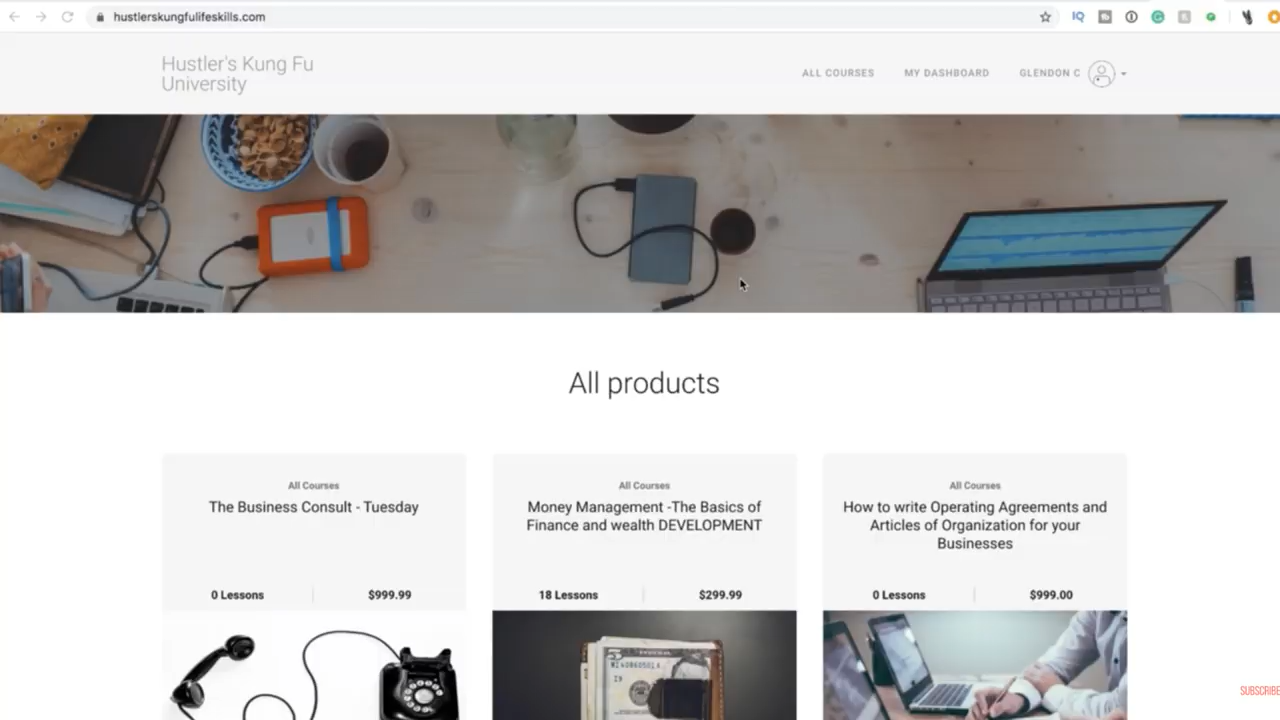 hustlerskungfulifeskills.com
Hustler's Kung Fu
University
ALL COURSES
MY DASHBOARD
GLENDON C
All products
All Courses
The Business Consult - Tuesday
0 Lessons
$999.99
All Courses
Money Management -The Basics of
Finance and wealth DEVELOPMENT
18 Lessons
$299.99
All Courses
How to write Operating Agreements and
Articles of Organization for your
Businesses
0 Lessons
$999.00
SUBSCRIBE